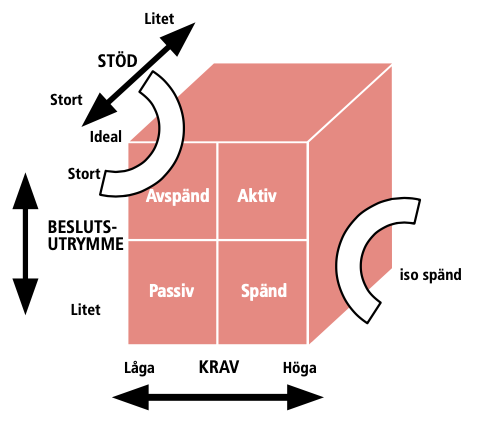 Litet
STÖD
Stort
Ideal
Stort
Avspänd
Aktiv
BESLUTS-
UTRYMME
iso spänd
Passiv
Spänd
Litet
Låga
KRAV
Höga